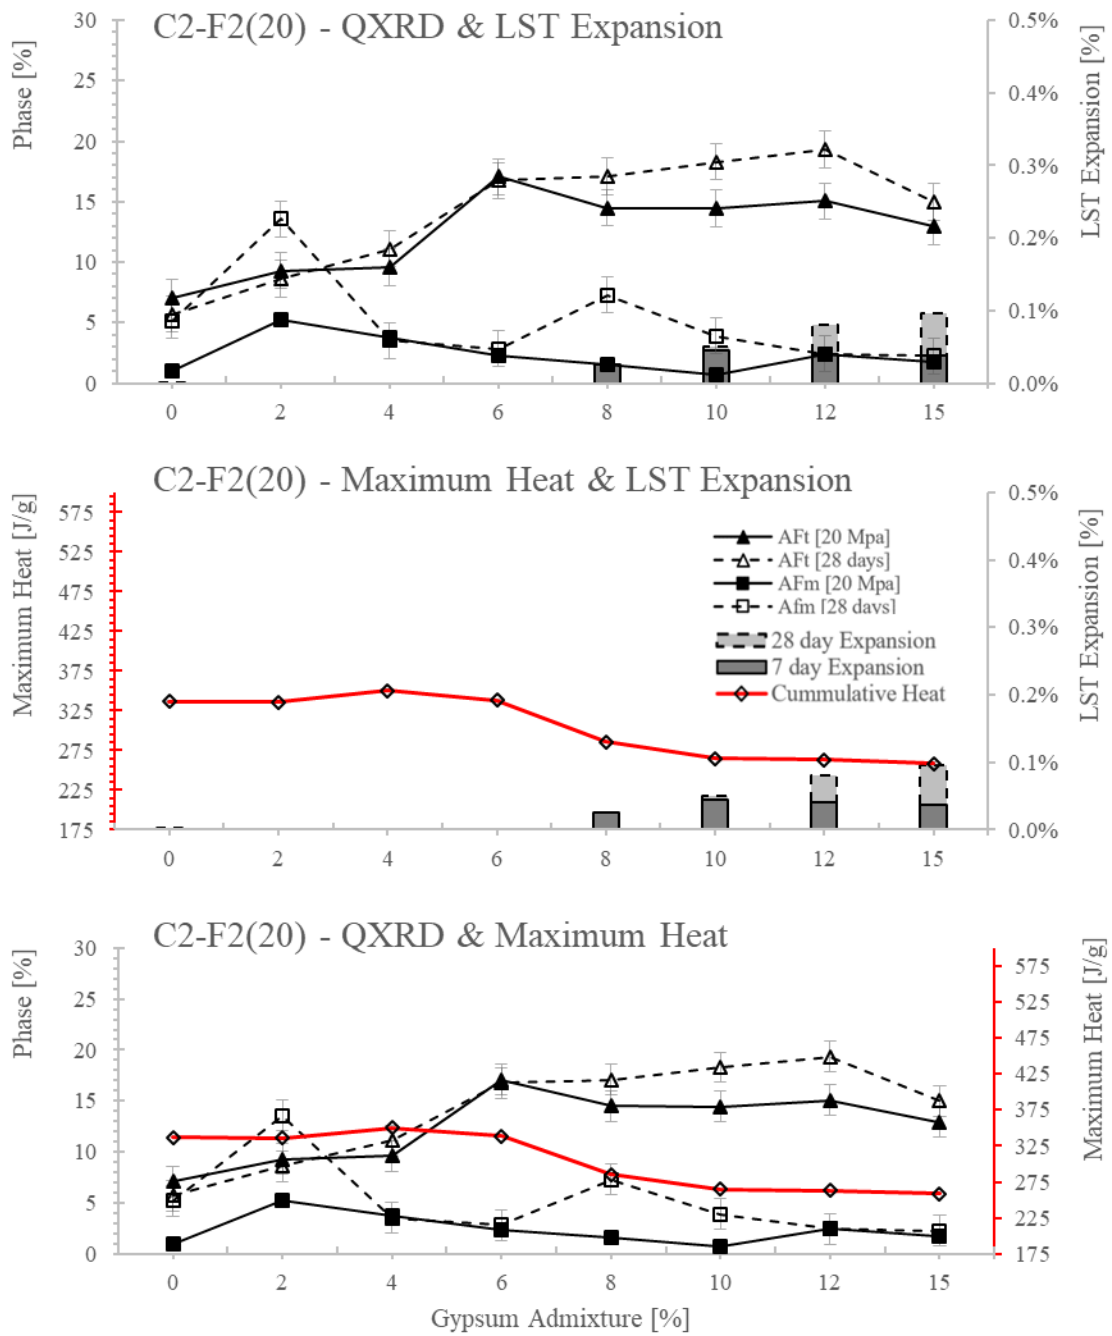 C2-F2(20) - QXRD & LST Expansion
Phase [%]
30
25
20
15
10
5
0
0.5%
0.4%
0.3%
0.2%
0.1%
0.0%
LST Expansion [%]
0 2 4 6 8 10 12 15
C2-F2(20) - Maximum Heat & LST Expansion
Maximum Heat [J/g]
575
525
475
425
375
325
275
225
175
AFt [20 Mpa]
AFt [28 days]
AFm [20 Mpa]
Afm [28 days]
28 day Expansion
7 day Expansion
Cummulative Heat
0.5%
0.4%
0.3%
0.2%
0.1%
0.0%
LST Expansion [%]
0 2 4 6 8 10 12 15
C2-F2(20) - QXRD & Maximum Heat
Phase [%]
30
25
20
15
10
5
0
575
525
475
425
375
325
275
225
175
Maximum Heat [J/g]
0 2 4 6 8 10 12 15
Gypsum Admixture [%]